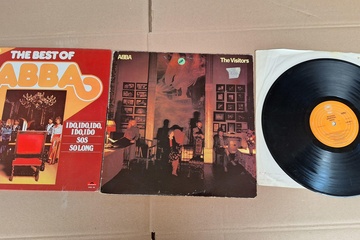 THE BEST OF
ABBA
I DO, I DO, I DO,
I DO, I DO
SOS
SO LONG
ABBA
The Visitors